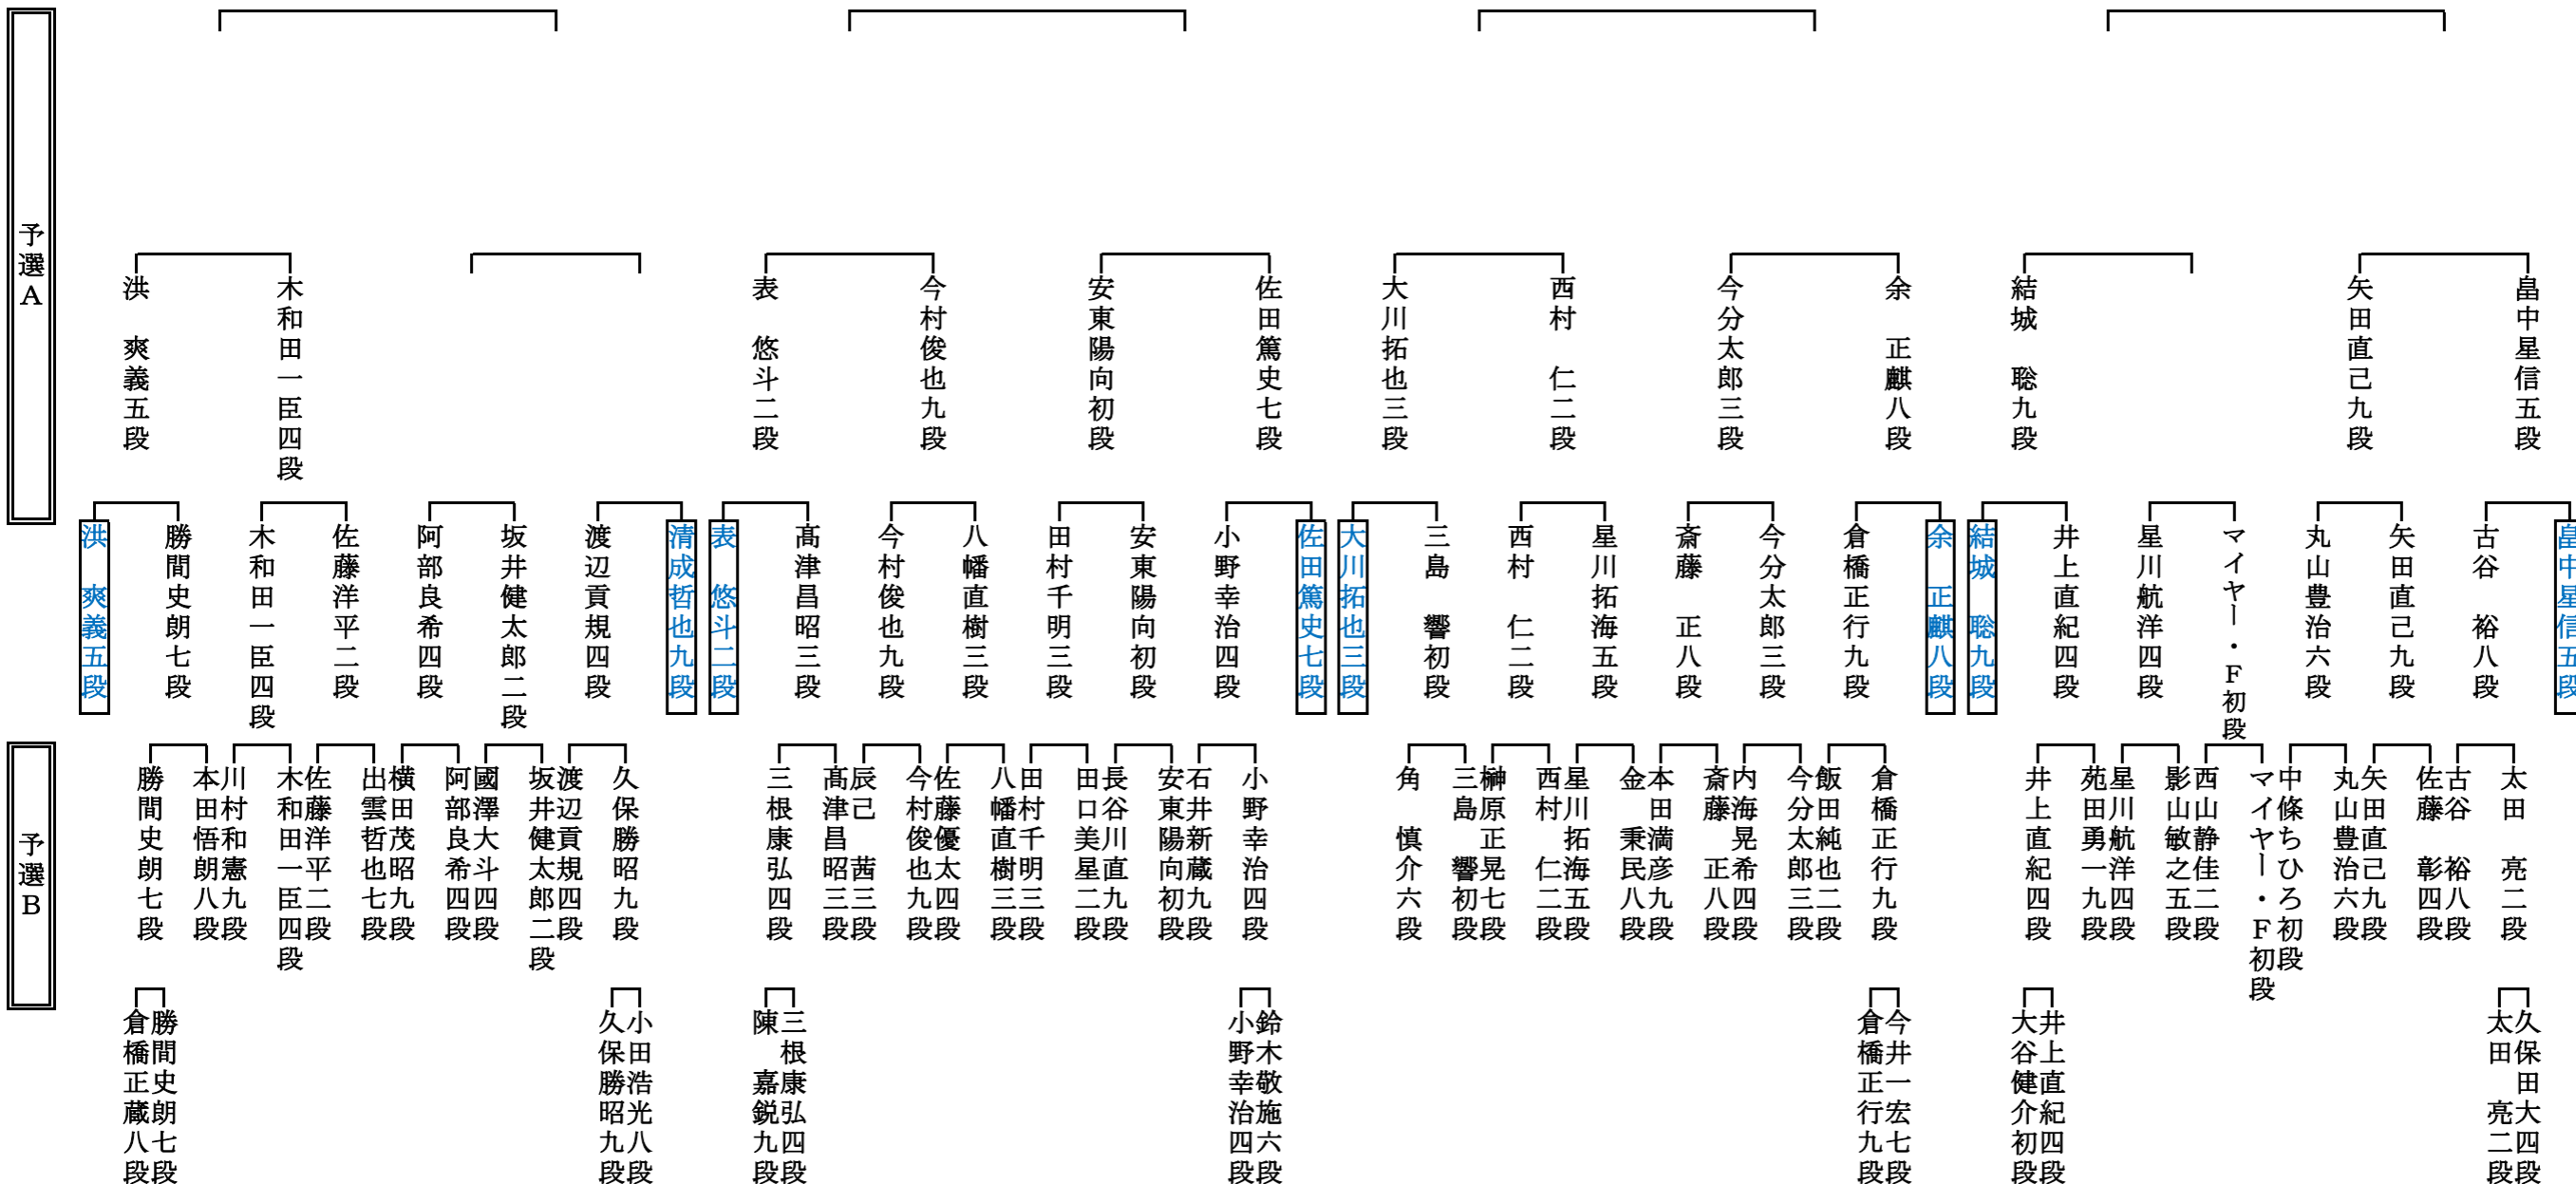 予選A
洪　爽義五段
木和田一臣四段
表　悠斗二段
今村俊也九段
安東陽向初段
佐田篤史七段
大川拓也三段
西村　仁二段
今分太郎三段
余　正麒八段
結城　聡九段
矢田直己九段
畠中星信五段
洪　爽義五段
勝間史朗七段
木和田一臣四段
佐藤洋平二段
阿部良希四段
坂井健太郎二段
渡辺貢規四段
清成哲也九段
表　悠斗二段
髙津昌昭三段
今村俊也九段
八幡直樹三段
田村千明三段
安東陽向初段
小野幸治四段
佐田篤史七段
大川拓也三段
三島　響初段
西村　仁二段
星川拓海五段
斎藤　正八段
今分太郎三段
倉橋正行九段
余　正麒八段
結城　聡九段
井上直紀四段
星川航洋四段
マイヤー・F初段
丸山豊治六段
矢田直己九段
古谷　裕八段
畠中星信五段
予選B
勝間史朗七段
本田悟朗八段
川村和憲九段
木和田一臣四段
佐藤洋平二段
出雲哲也七段
横田茂昭九段
阿部良希四段
國澤大斗四段
坂井健太郎二段
渡辺貢規四段
久保勝昭九段
三根康弘四段
髙津昌昭三段
辰己　茜三段
今村俊也九段
佐藤優太四段
八幡直樹三段
田村千明三段
田口美星二段
長谷川直九段
安東陽向初段
石井新蔵九段
小野幸治四段
角　慎介六段
三島　響初段
榊原正晃七段
西村　仁二段
星川拓海五段
金　秉民八段
本田満彦九段
斎藤　正八段
内海晃希四段
今分太郎三段
飯田純也二段
倉橋正行九段
井上直紀四段
苑田勇一九段
星川航洋四段
影山敏之五段
西山静佳二段
マイヤー・F初段
中條ちひろ初段
丸山豊治六段
矢田直己九段
佐藤　彰四段
古谷　裕八段
太田　亮二段
倉橋正蔵八段
勝間史朗七段
久保勝昭九段
小田浩光八段
陳　嘉鋭九段
三根康弘四段
小野幸治四段
鈴木敬施六段
倉橋正行九段
今井一宏七段
大谷健介初段
井上直紀四段
太田　亮二段
久保田大四段